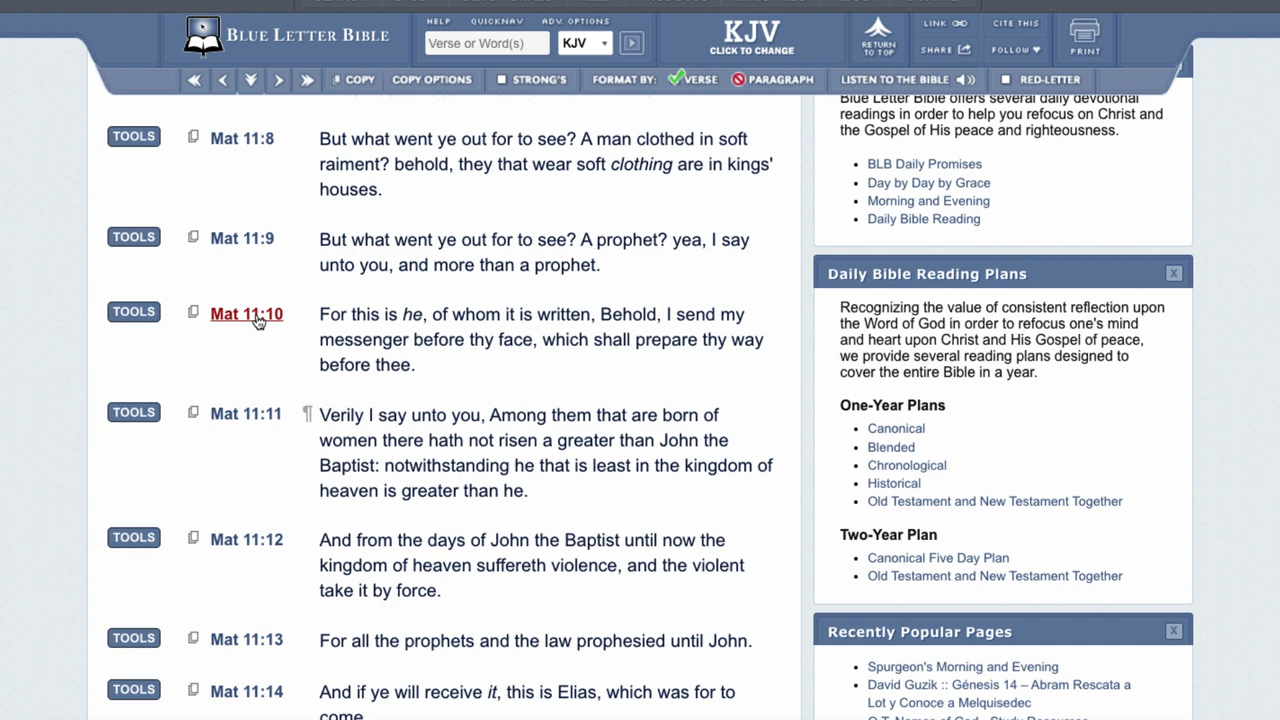 HELP QUICKNAV ADV. OPTIONS
BLUE LETTER BIBLE
Verse or Word(s)
KJV
KJV
CLICK TO CHANGE
RETURN
TO TOP
LINK
CITE THIS
SHARE
FOLLOW
PRINT
COPY COPY OPTIONS STRONG'S FORMAT BY: VERSE PARAGRAPH LISTEN TO THE BIBLE RED-LETTER
TOOLS Mat 11:8 But what went ye out for to see? A man clothed in soft
raiment? behold, they that wear soft clothing are in kings'
houses.
TOOLS Mat 11:9 But what went ye out for to see? A prophet? yea, I say
unto you, and more than a prophet.
TOOLS Mat 11:10 For this is he, of whom it is written, Behold, I send my
messenger before thy face, which shall prepare thy way
before thee.
TOOLS Mat 11:11 ¶ Verily I say unto you, Among them that are born of
women there hath not risen a greater than John the
Baptist: notwithstanding he that is least in the kingdom of
heaven is greater than he.
TOOLS Mat 11:12 And from the days of John the Baptist until now the
kingdom of heaven suffereth violence, and the violent
take it by force.
TOOLS Mat 11:13 For all the prophets and the law prophesied until John.
TOOLS Mat 11:14 And if ye will receive it, this is Elias, which was for to
come.
Blue Letter Bible offers several daily devotional
readings in order to help you refocus on Christ and
the Gospel of His peace and righteousness.
• BLB Daily Promises
• Day by Day by Grace
• Morning and Evening
• Daily Bible Reading
Daily Bible Reading Plans X
Recognizing the value of consistent reflection upon
the Word of God in order to refocus one's mind
and heart upon Christ and His Gospel of peace,
we provide several reading plans designed to
cover the entire Bible in a year.
One-Year Plans
• Canonical
• Blended
• Chronological
• Historical
• Old Testament and New Testament Together
Two-Year Plan
• Canonical Five Day Plan
• Old Testament and New Testament Together
Recently Popular Pages X
• Spurgeon's Morning and Evening
• David Guzik :: Génesis 14 – Abram Rescata a
Lot y Conoce a Melquisedec
• O.T. Names of God - Study Resources